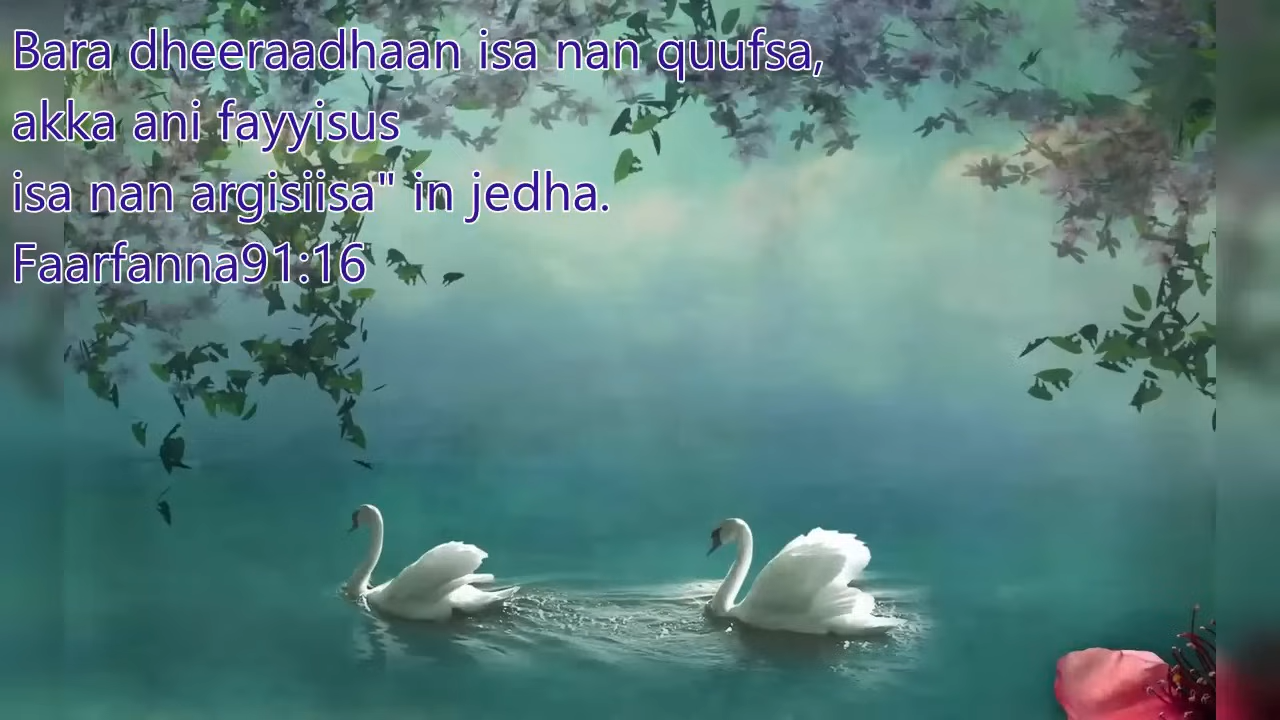 Bara dheeraadhaan isa nan quufsa,
akka ani fayyisus
isa nan argisiisa" in jedha.
Faarfanna91:16